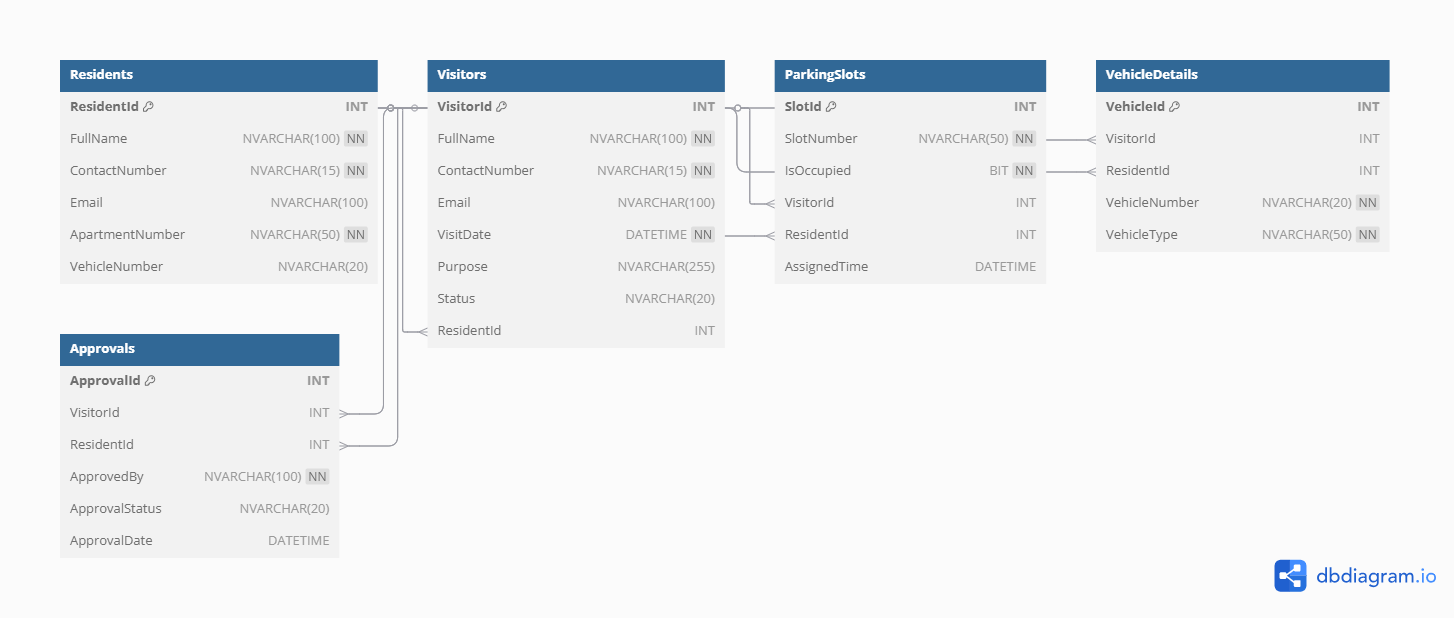 Residents
ResidentId INT
FullName NVARCHAR(100) NN
ContactNumber NVARCHAR(15) NN
Email NVARCHAR(100)
ApartmentNumber NVARCHAR(50) NN
VehicleNumber NVARCHAR(20)
Visitors
VisitorId INT
FullName NVARCHAR(100) NN
ContactNumber NVARCHAR(15) NN
Email NVARCHAR(100)
VisitDate DATETIME NN
Purpose NVARCHAR(255)
Status NVARCHAR(20)
ResidentId INT
ParkingSlots
SlotId INT
SlotNumber NVARCHAR(50) NN
IsOccupied BIT NN
VisitorId INT
ResidentId INT
AssignedTime DATETIME
VehicleDetails
VehicleId INT
VisitorId INT
ResidentId INT
VehicleNumber NVARCHAR(20) NN
VehicleType NVARCHAR(50) NN
Approvals
ApprovalId INT
VisitorId INT
ResidentId INT
ApprovedBy NVARCHAR(100) NN
ApprovalStatus NVARCHAR(20)
ApprovalDate DATETIME
dbdiagram.io